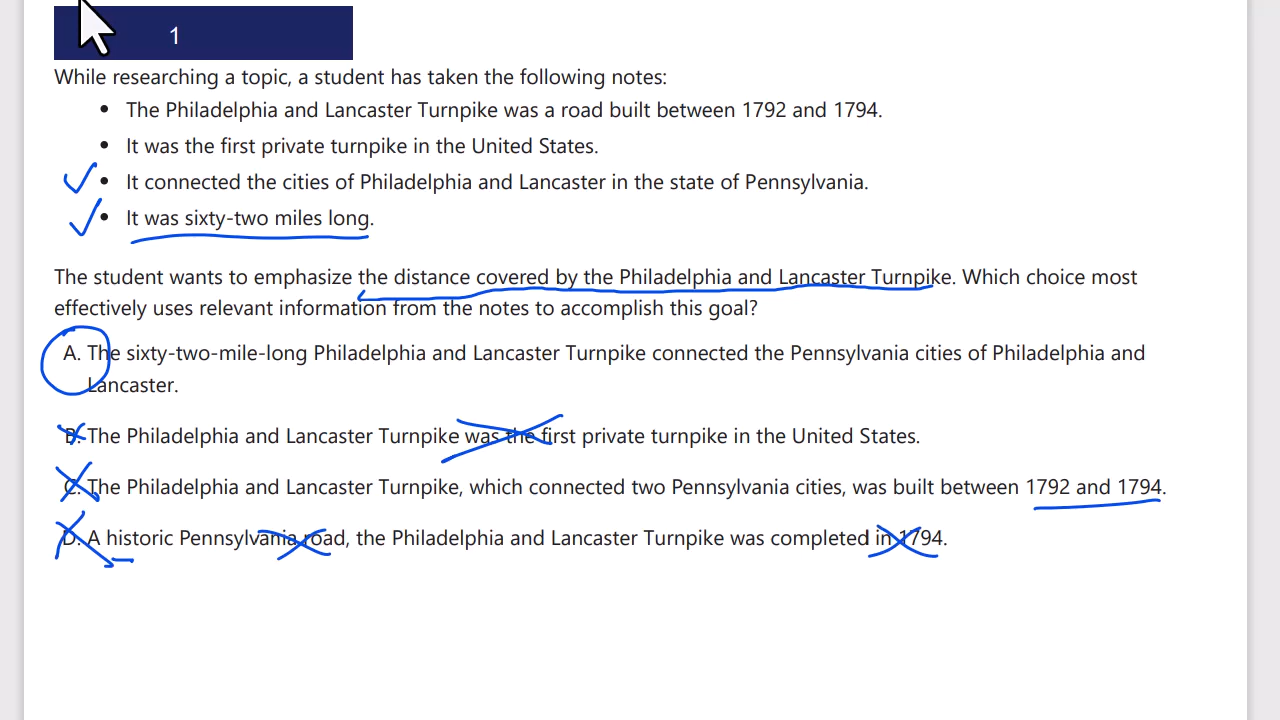 1
While researching a topic, a student has taken the following notes:
• The Philadelphia and Lancaster Turnpike was a road built between 1792 and 1794.
• It was the first private turnpike in the United States.
• It connected the cities of Philadelphia and Lancaster in the state of Pennsylvania.
• It was sixty-two miles long.
The student wants to emphasize the distance covered by the Philadelphia and Lancaster Turnpike. Which choice most
effectively uses relevant information from the notes to accomplish this goal?
A. The sixty-two-mile-long Philadelphia and Lancaster Turnpike connected the Pennsylvania cities of Philadelphia and
Lancaster.
B. The Philadelphia and Lancaster Turnpike was the first private turnpike in the United States.
C. The Philadelphia and Lancaster Turnpike, which connected two Pennsylvania cities, was built between 1792 and 1794.
D. A historic Pennsylvania road, the Philadelphia and Lancaster Turnpike was completed in 1794.